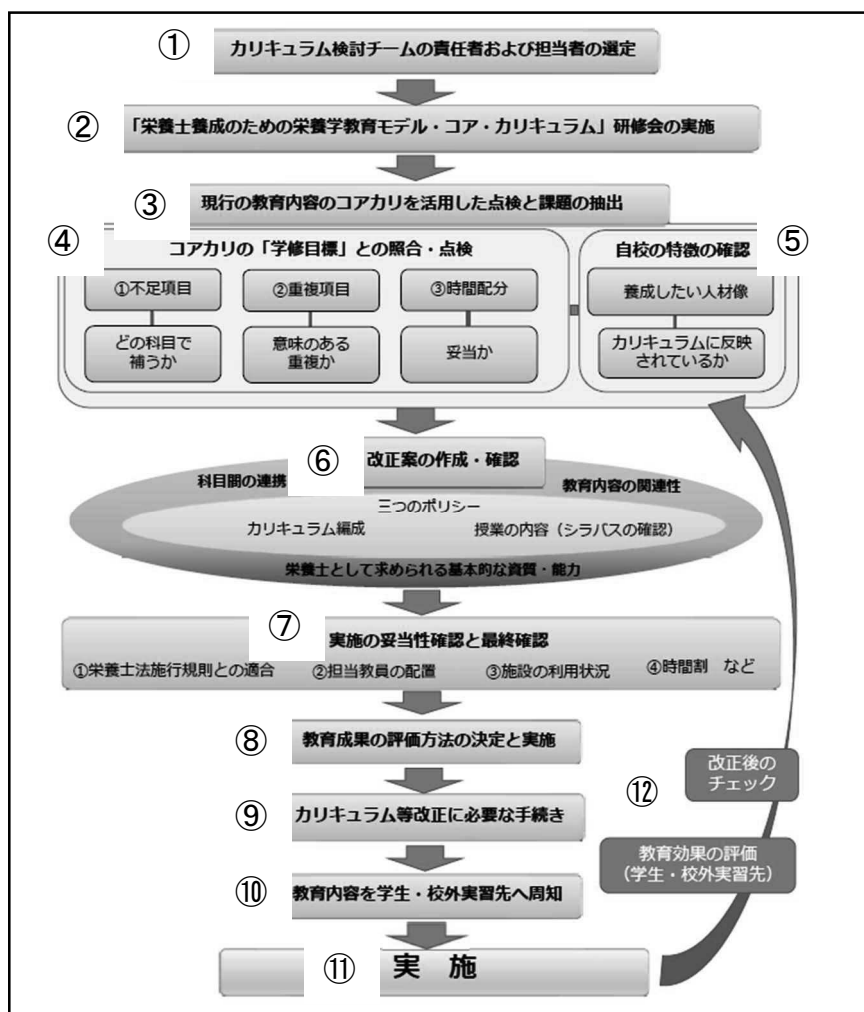 ① カリキュラム検討チームの責任者および担当者の選定
② 「栄養士養成のための栄養学教育モデル・コア・カリキュラム」研修会の実施
③ 現行の教育内容のコアカリを活用した点検と課題の抽出
④ コアカリの「学修目標」との照合・点検
①不足項目
どの科目で
補うか
②重複項目
意味のある
重複か
③時間配分
妥当か
自校の特徴の確認 ⑤
養成したい人材像
カリキュラムに反映
されているか
⑥ 改正案の作成・確認
科目間の連携
教育内容の関連性
三つのポリシー
カリキュラム編成
授業の内容（シラバスの確認）
栄養士として求められる基本的な資質・能力
⑦ 実施の妥当性確認と最終確認
①栄養士法施行規則との適合 ②担当教員の配置 ③施設の利用状況 ④時間割 など
⑧ 教育成果の評価方法の決定と実施
⑨ カリキュラム等改正に必要な手続き
⑩ 教育内容を学生・校外実習先へ周知
⑪ 実 施
⑫
改正後の
チェック
教育効果の評価
（学生・校外実習先）